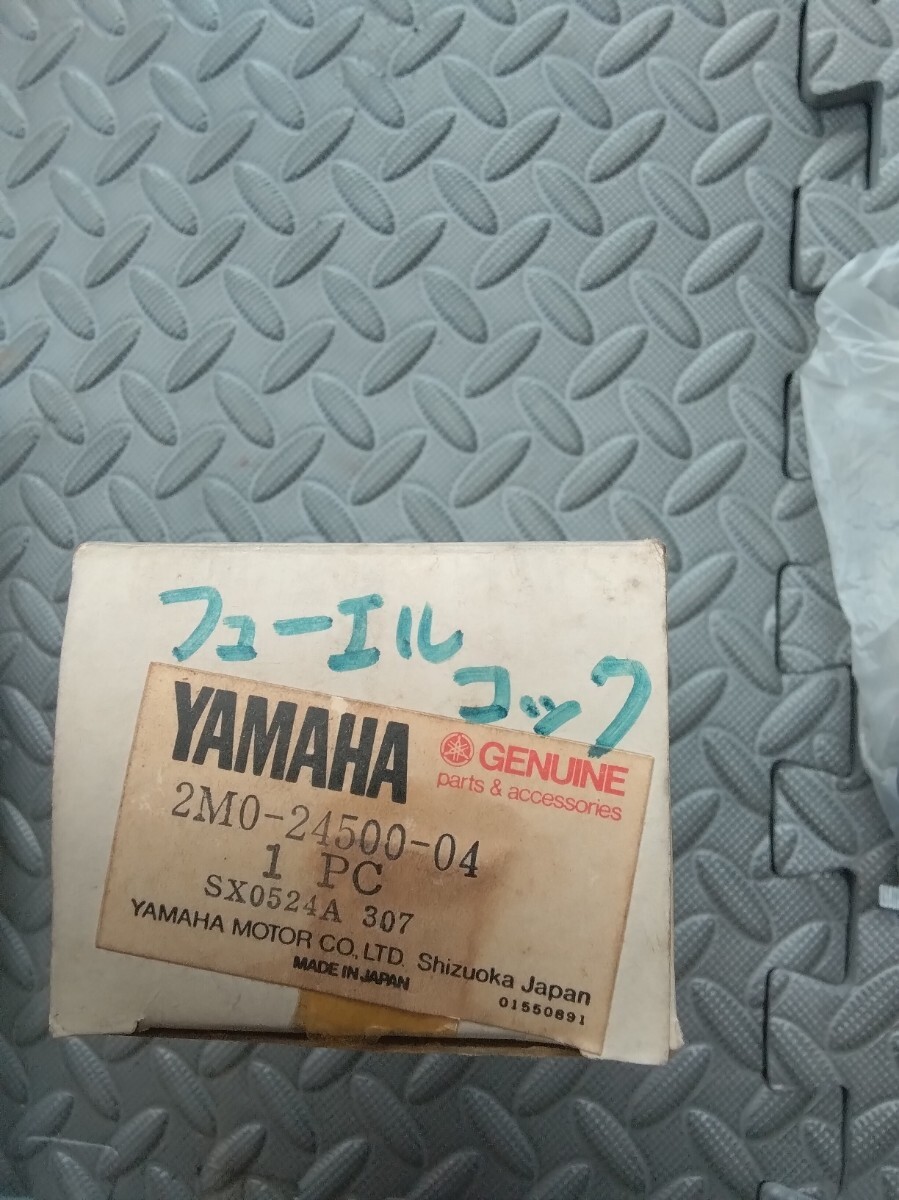 フューエル
コック
YAMAHA
GENUINE
parts & accessories
2M0-24500-04
1 PC
SX0524A 307
YAMAHA MOTOR CO., LTD. Shizuoka Japan
MADE IN JAPAN
01550891